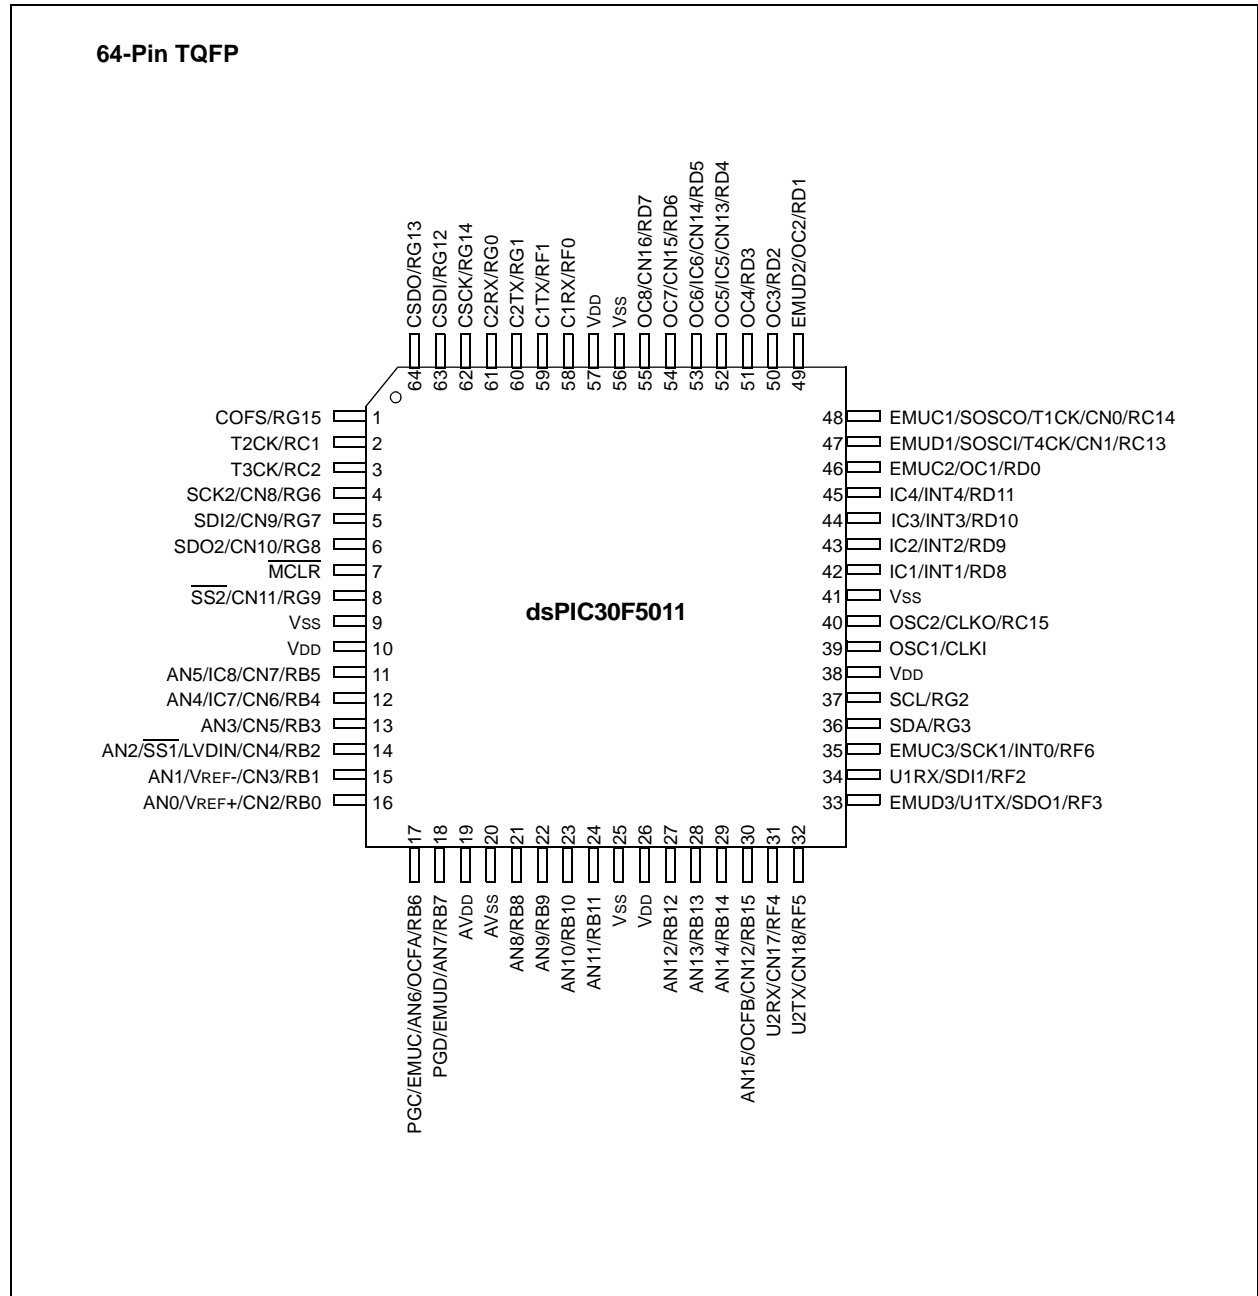 64-Pin TQFP
CSDO/RG13
CSDI/RG12
CSCK/RG14
C2RX/RG0
C2TX/RG1
C1TX/RF1
C1RX/RF0
VDD
VSS
OC8/CN16/RD7
OC7/CN15/RD6
OC6/IC6/CN14/RD5
OC5/IC5/CN13/RD4
OC4/RD3
OC3/RD2
EMUD2/OC2/RD1
64
63
62
61
60
59
58
57
56
55
54
53
52
51
50
49
COFS/RG15 1
T2CK/RC1 2
T3CK/RC2 3
SCK2/CN8/RG6 4
SDI2/CN9/RG7 5
SDO2/CN10/RG8 6
MCLR 7
SS2/CN11/RG9 8
VSS 9
VDD 10
AN5/IC8/CN7/RB5 11
AN4/IC7/CN6/RB4 12
AN3/CN5/RB3 13
AN2/SS1/LVDIN/CN4/RB2 14
AN1/VREF-/CN3/RB1 15
AN0/VREF+/CN2/RB0 16
dsPIC30F5011
48 EMUC1/SOSCO/T1CK/CN0/RC14
47 EMUD1/SOSCI/T4CK/CN1/RC13
46 EMUC2/OC1/RD0
45 IC4/INT4/RD11
44 IC3/INT3/RD10
43 IC2/INT2/RD9
42 IC1/INT1/RD8
41 VSS
40 OSC2/CLKO/RC15
39 OSC1/CLKI
38 VDD
37 SCL/RG2
36 SDA/RG3
35 EMUC3/SCK1/INT0/RF6
34 U1RX/SDI1/RF2
33 EMUD3/U1TX/SDO1/RF3
17
18
19
20
21
22
23
24
25
26
27
28
29
30
31
32
PGC/EMUC/AN6/OCFA/RB6
PGD/EMUD/AN7/RB7
AVDD
AVSS
AN8/RB8
AN9/RB9
AN10/RB10
AN11/RB11
VSS
VDD
AN12/RB12
AN13/RB13
AN14/RB14
AN15/OCFB/CN12/RB15
U2RX/CN17/RF4
U2TX/CN18/RF5